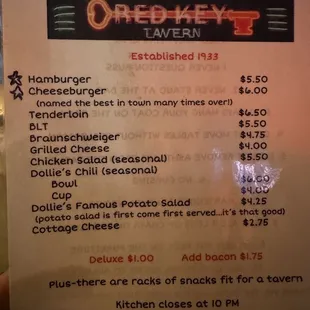 RED KEY
TAVERN
Established 1933
Hamburger $5.50
Cheeseburger $6.00
(named the best in town many times over!)
Tenderloin $6.50
BLT $5.50
Braunschweiger $4.75
Grilled Cheese $4.00
Chicken Salad (seasonal) $5.50
Dollie's Chili (seasonal)
Bowl $6.00
Cup $4.00
Dollie's Famous Potato Salad $4.25
(potato salad is first come first served...it's that good)
Cottage Cheese $2.75
Deluxe $1.00 Add bacon $1.75
Plus-there are racks of snacks fit for a tavern
Kitchen closes at 10 PM